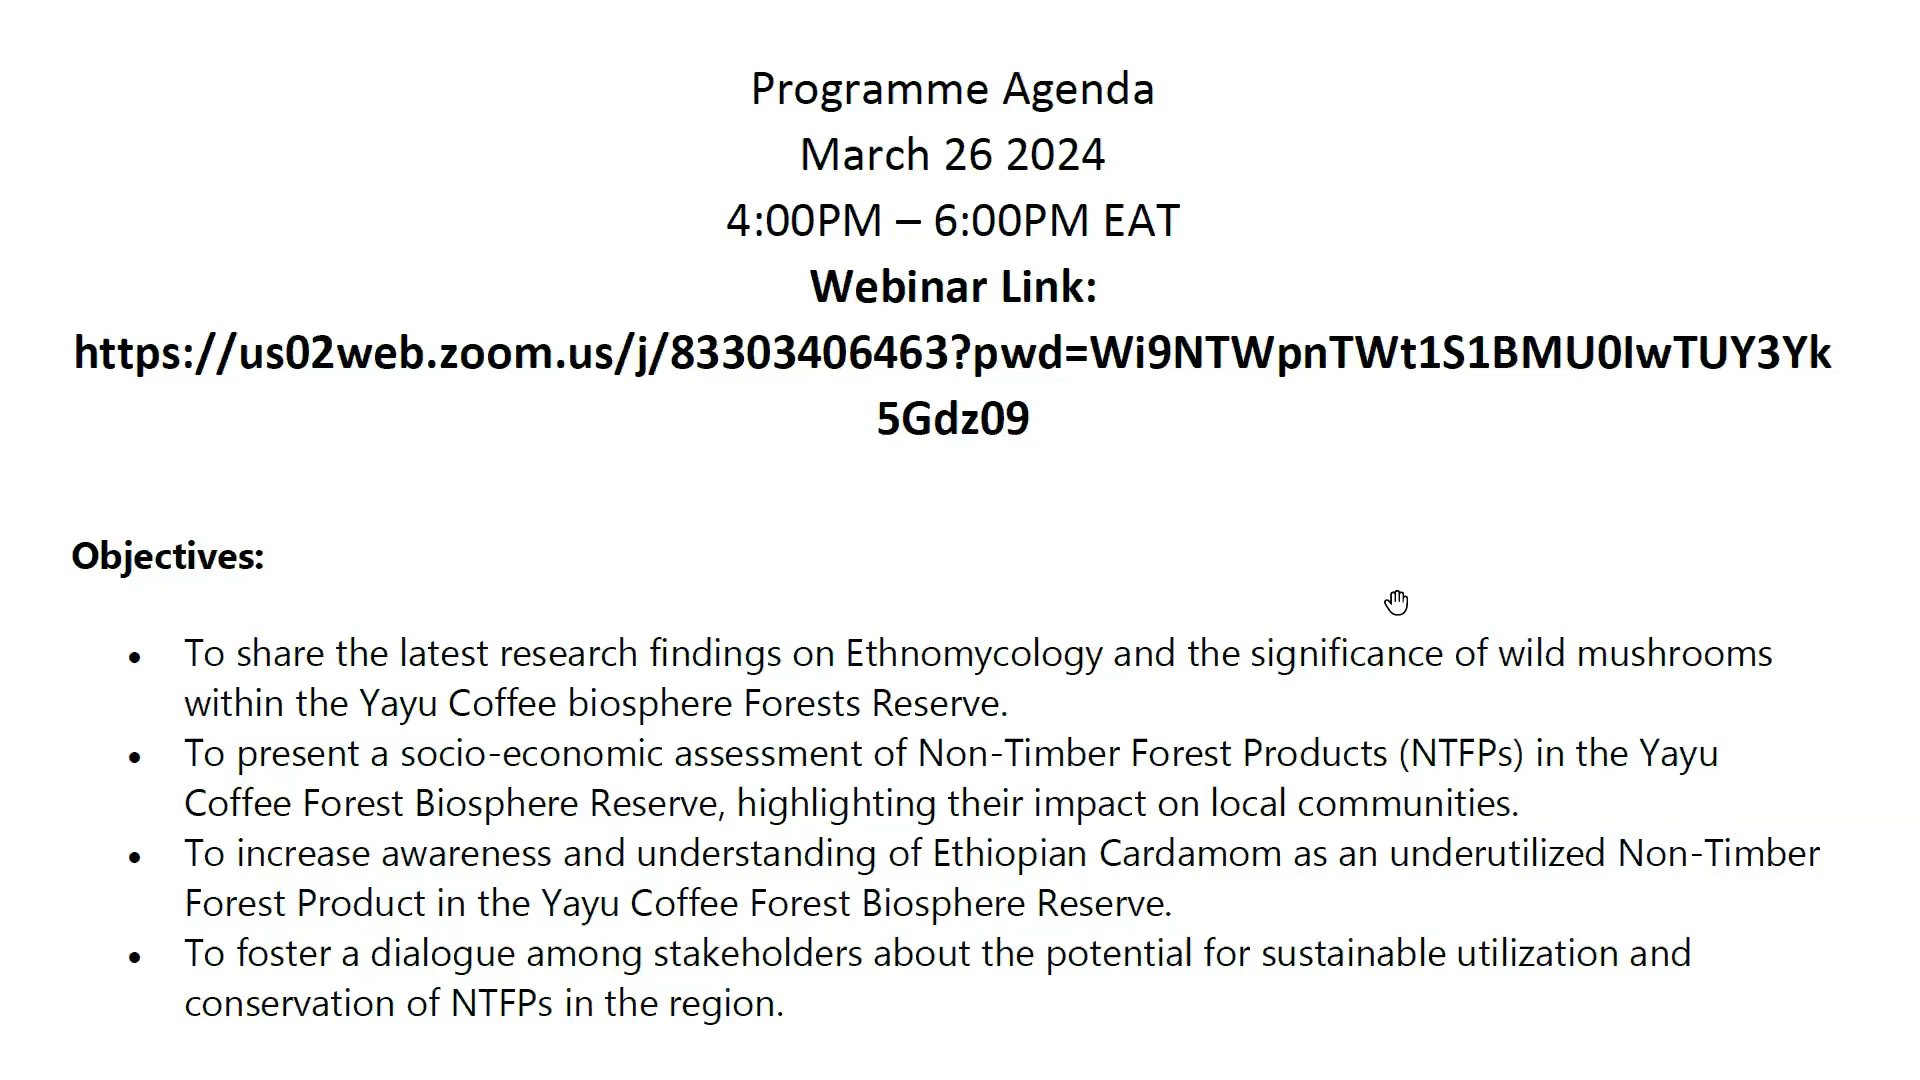 Programme Agenda
March 26 2024
4:00PM – 6:00PM EAT
Webinar Link:
https://us02web.zoom.us/j/83303406463?pwd=Wi9NTWpnTWt1S1BMU0IwTUY3Yk
5Gdz09
Objectives:
• To share the latest research findings on Ethnomycology and the significance of wild mushrooms
within the Yayu Coffee biosphere Forests Reserve.
• To present a socio-economic assessment of Non-Timber Forest Products (NTFPs) in the Yayu
Coffee Forest Biosphere Reserve, highlighting their impact on local communities.
• To increase awareness and understanding of Ethiopian Cardamom as an underutilized Non-Timber
Forest Product in the Yayu Coffee Forest Biosphere Reserve.
• To foster a dialogue among stakeholders about the potential for sustainable utilization and
conservation of NTFPs in the region.